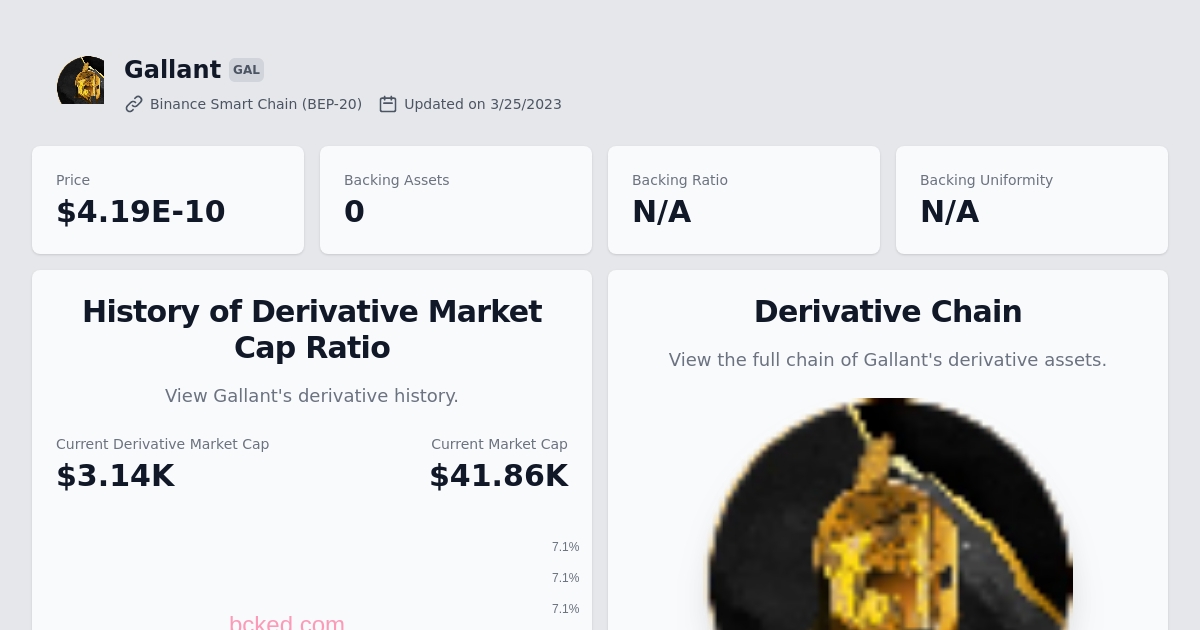 Gallant GAL
Binance Smart Chain (BEP-20) Updated on 3/25/2023
Price
$4.19E-10
Backing Assets
0
Backing Ratio
N/A
Backing Uniformity
N/A
History of Derivative Market
Cap Ratio
View Gallant's derivative history.
Current Derivative Market Cap
$3.14K
Current Market Cap
$41.86K
7.1%
7.1%
7.1%
bcked.com
Derivative Chain
View the full chain of Gallant's derivative assets.